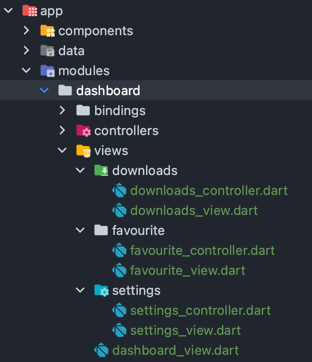 app
components
data
modules
dashboard
bindings
controllers
views
downloads
downloads_controller.dart
downloads_view.dart
favourite
favourite_controller.dart
favourite_view.dart
settings
settings_controller.dart
settings_view.dart
dashboard_view.dart